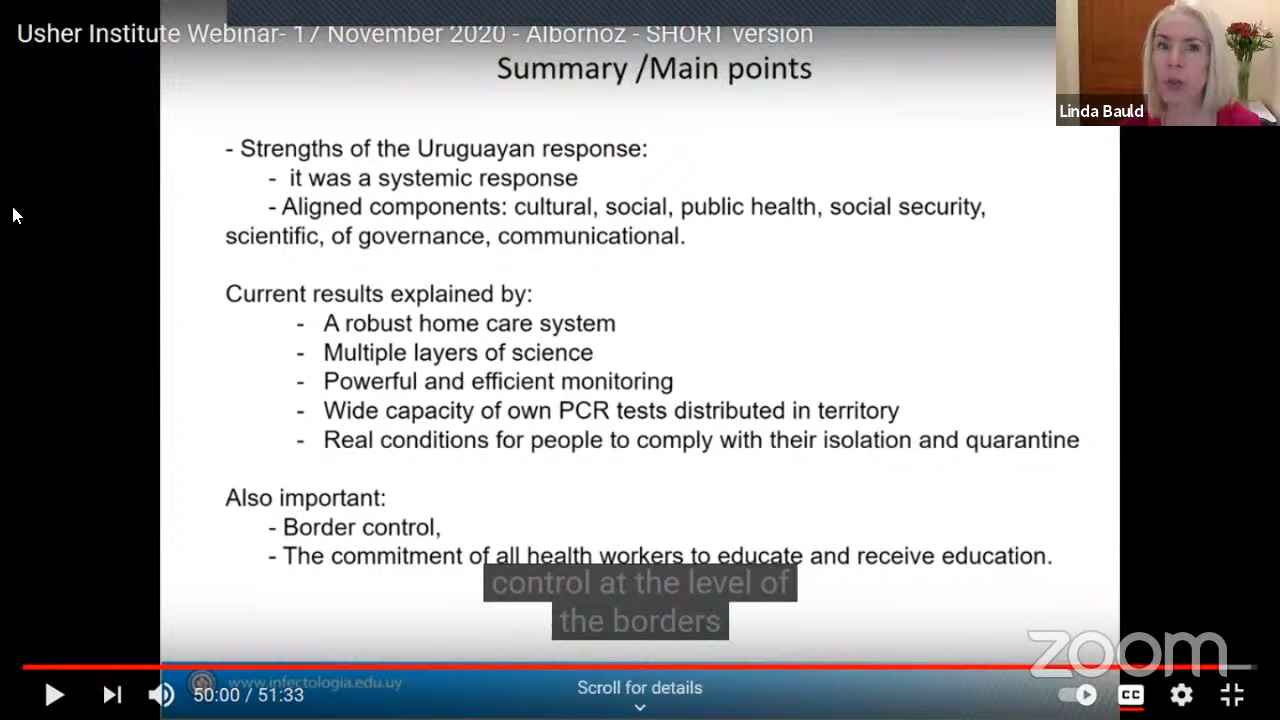 Usher Institute Webinar- 17 November 2020 - Albornoz - SHORT version
Summary /Main points
Linda Bauld
- Strengths of the Uruguayan response:
- it was a systemic response
- Aligned components: cultural, social, public health, social security,
scientific, of governance, communicational.
Current results explained by:
- A robust home care system
- Multiple layers of science
- Powerful and efficient monitoring
- Wide capacity of own PCR tests distributed in territory
- Real conditions for people to comply with their isolation and quarantine
Also important:
- Border control,
- The commitment of all health workers to educate and receive education.
control at the level of
the borders
zoom
www.infectologia.edu.uy
50:00 / 51:33
Scroll for details
CC